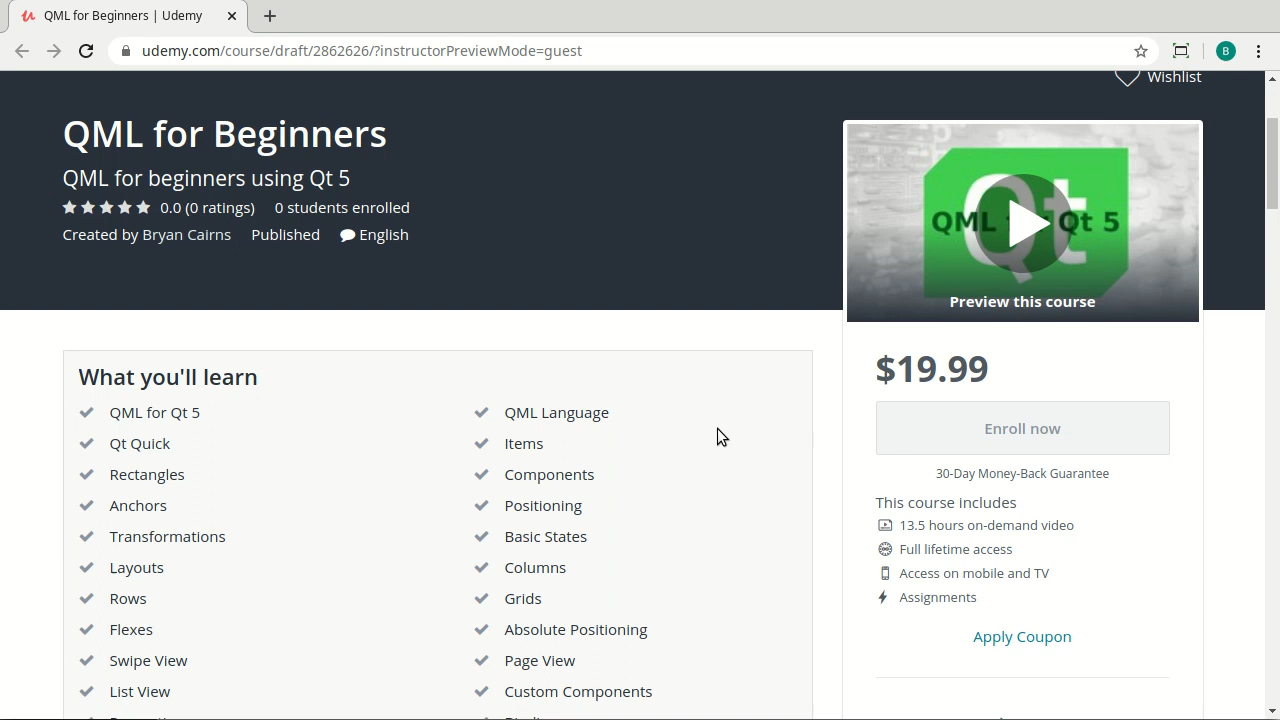 QML for Beginners | Udemy
udemy.com/course/draft/2862626/?instructorPreviewMode=guest
B
Wishlist
QML for Beginners
QML for beginners using Qt 5
0.0 (0 ratings) 0 students enrolled
Created by Bryan Cairns Published English
Qt
QML for Qt 5
Preview this course
What you'll learn
QML for Qt 5
QML Language
Qt Quick
Items
Rectangles
Components
Anchors
Positioning
Transformations
Basic States
Layouts
Columns
Rows
Grids
Flexes
Absolute Positioning
Swipe View
Page View
List View
Custom Components
$19.99
Enroll now
30-Day Money-Back Guarantee
This course includes
13.5 hours on-demand video
Full lifetime access
Access on mobile and TV
Assignments
Apply Coupon